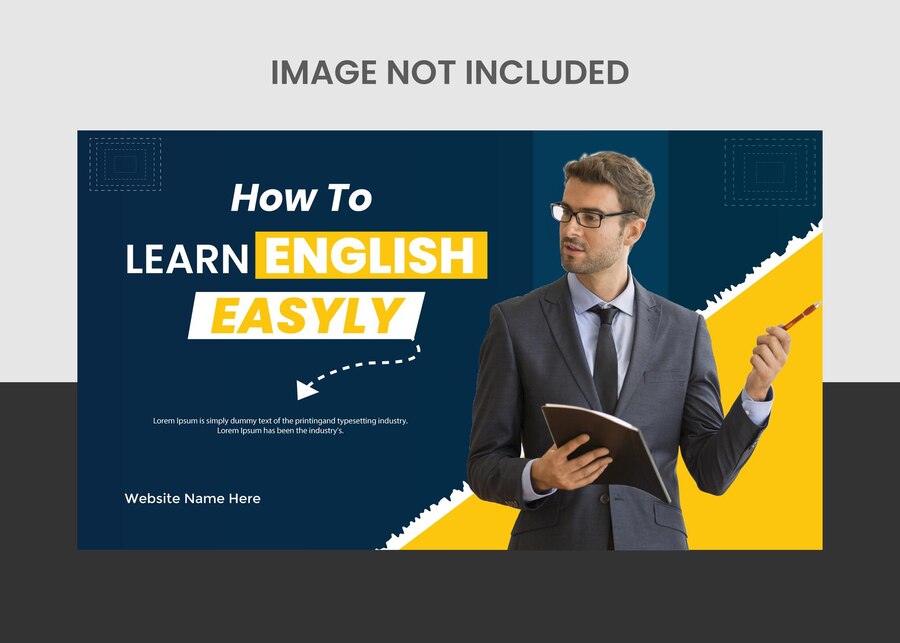 IMAGE NOT INCLUDED
How To
LEARN ENGLISH
EASYLY
Lorem Ipsum is simply dummy text of the printingand typesetting industry.
Lorem Ipsum has been the industry's.
Website Name Here